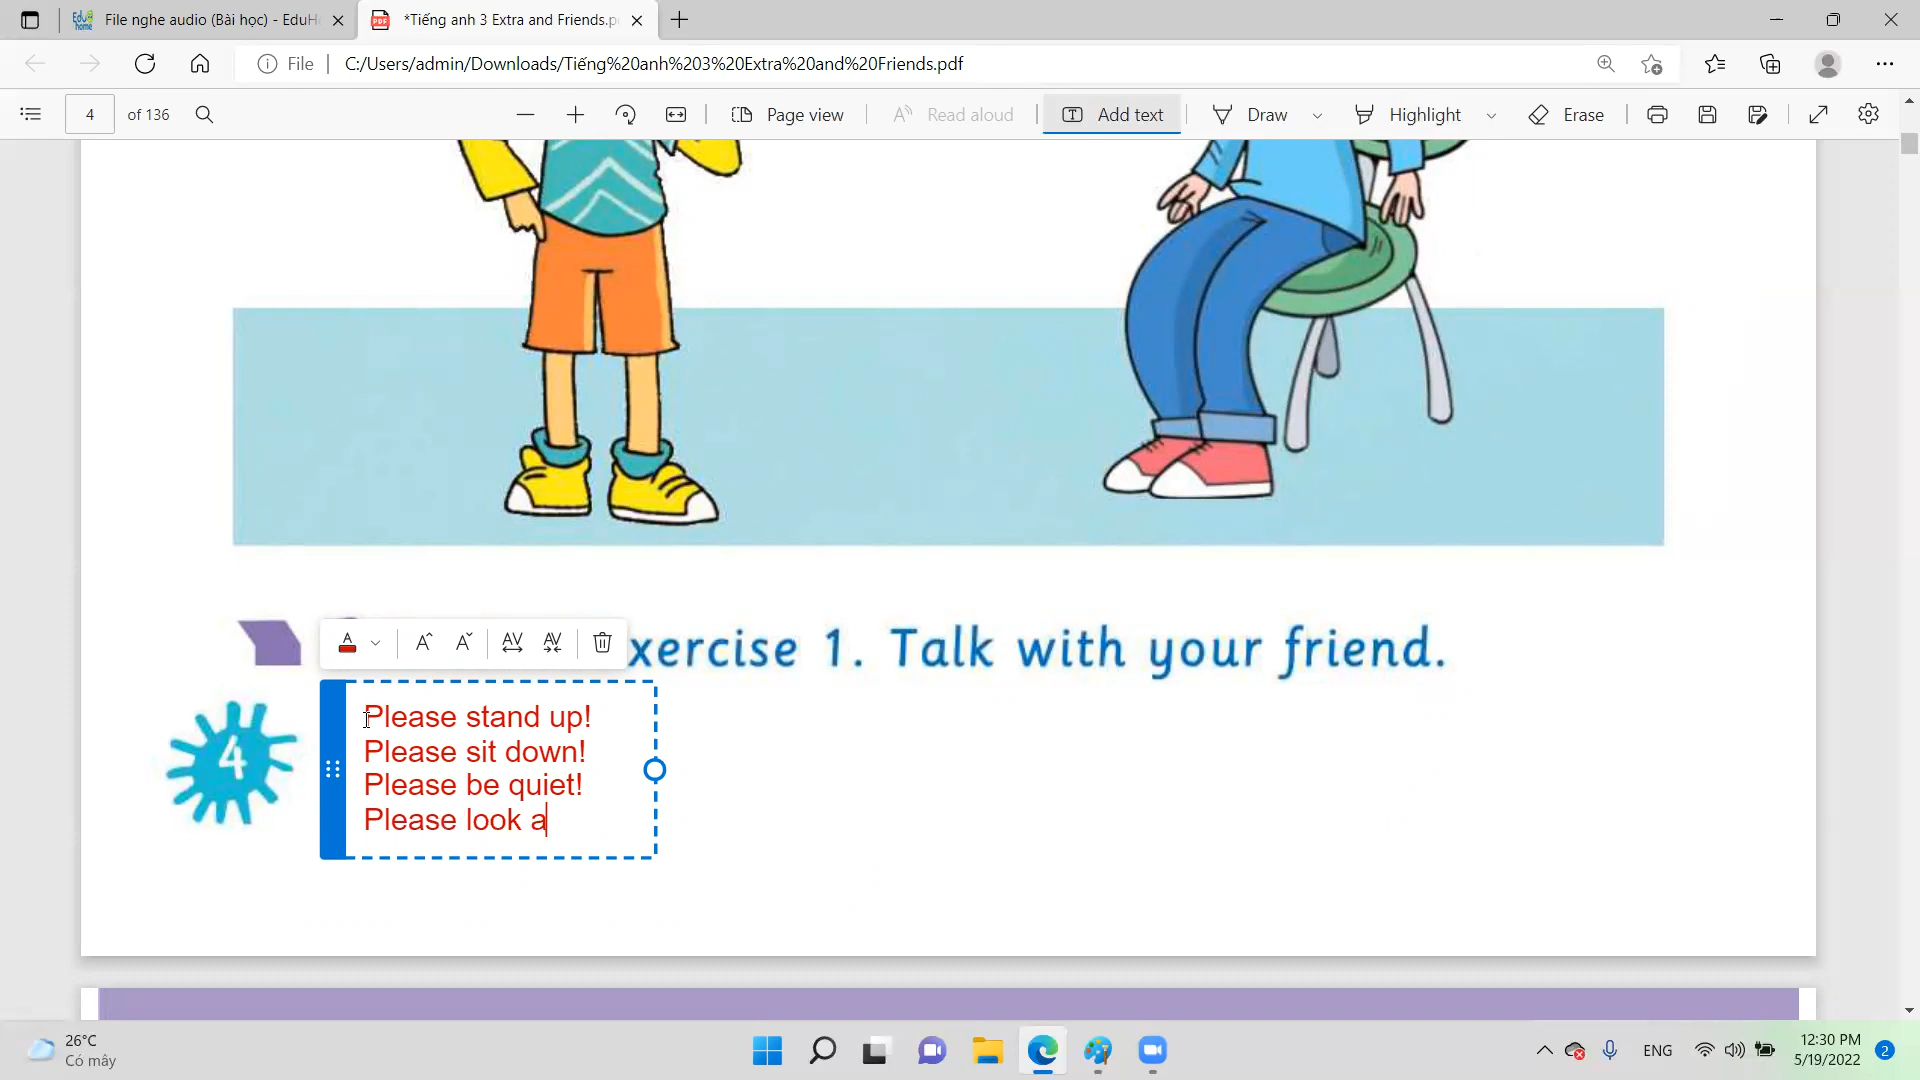 File nghe audio (Bài học) - EduH
*Tiếng anh 3 Extra and Friends.p
File
C:/Users/admin/Downloads/Tiếng%20anh%203%20Extra%20and%20Friends.pdf
4 of 136
Page view
Read aloud
Add text
Draw
Highlight
Erase
xercise 1. Talk with your friend.
4
Please stand up!
Please sit down!
Please be quiet!
Please look a
26°C
Có mây
ENG
12:30 PM
5/19/2022
2